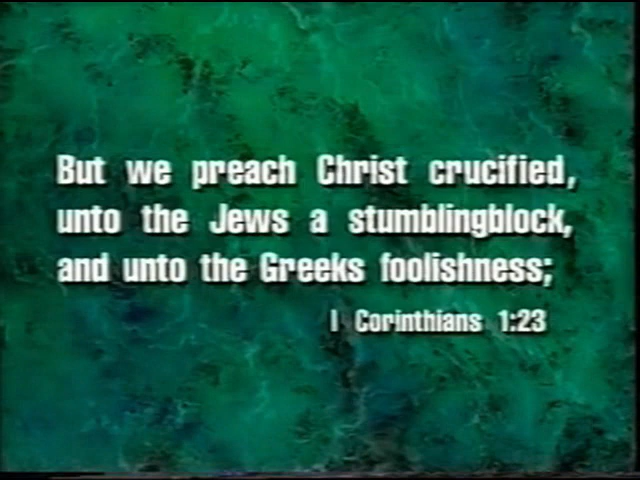 But we preach Christ crucified,
unto the Jews a stumblingblock,
and unto the Greeks foolishness;
I Corinthians 1:23